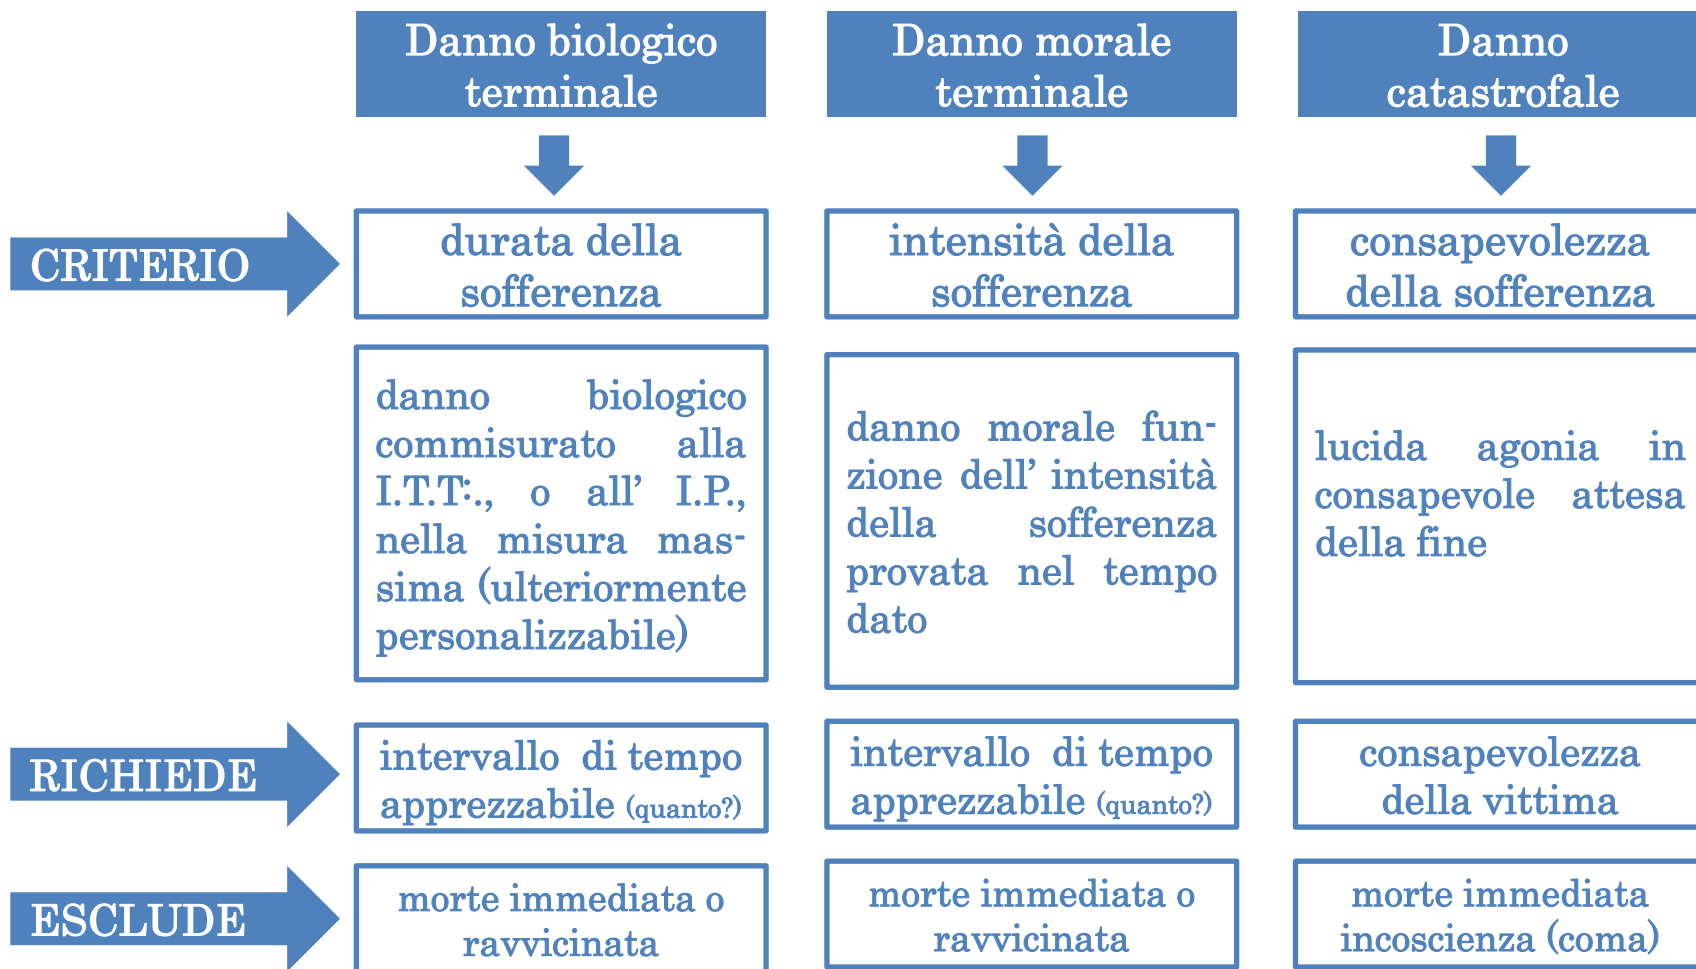 Danno biologico
terminale
Danno morale
terminale
Danno
catastrofale
CRITERIO
durata della
sofferenza
intensità della
sofferenza
consapevolezza
della sofferenza
danno biologico
commisurato alla
I.T.T:., o all’ I.P.,
nella misura mas-
sima (ulteriormente
personalizzabile)
danno morale fun-
zione dell’ intensità
della sofferenza
provata nel tempo
dato
lucida agonia in
consapevole attesa
della fine
RICHIEDE
intervallo di tempo
apprezzabile (quanto?)
intervallo di tempo
apprezzabile (quanto?)
consapevolezza
della vittima
ESCLUDE
morte immediata o
ravvicinata
morte immediata o
ravvicinata
morte immediata
incoscienza (coma)